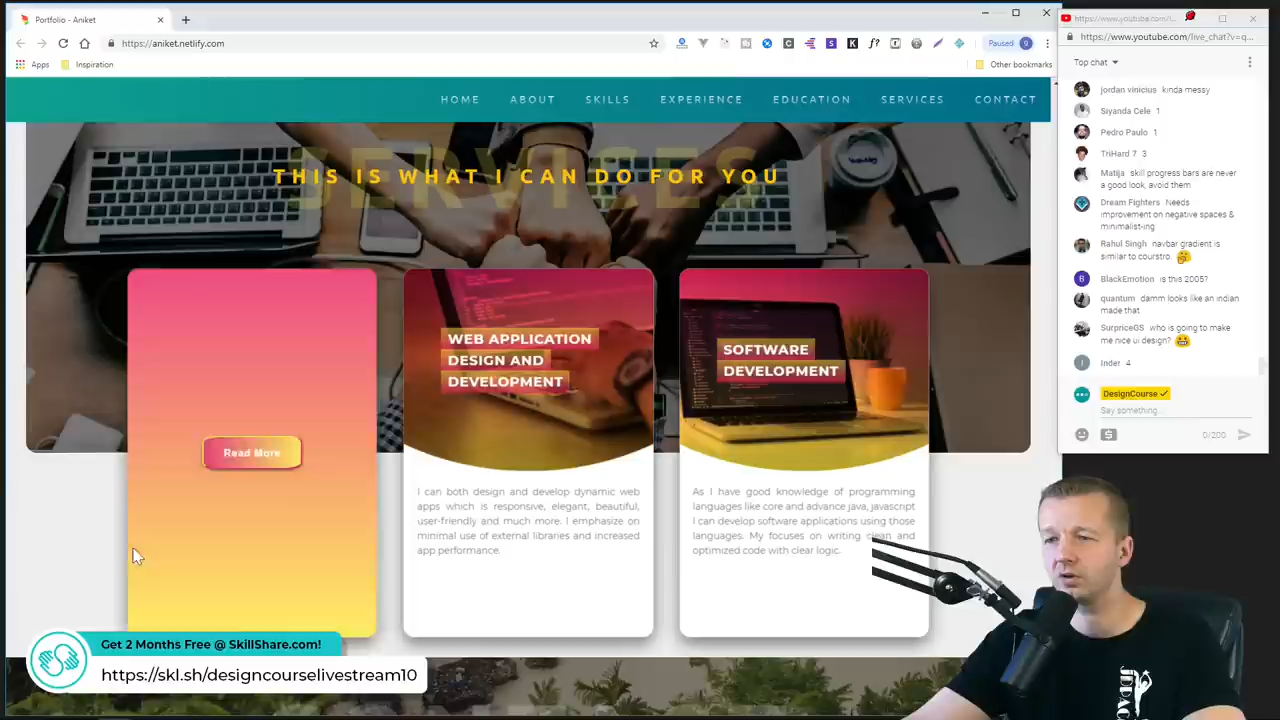 Portfolio - Aniket
https://aniket.netlify.com
Paused 9
Apps
Inspiration
Other bookmarks
HOME ABOUT SKILLS EXPERIENCE EDUCATION SERVICES CONTACT
SERVICES
THIS IS WHAT I CAN DO FOR YOU
Read More
WEB APPLICATION
DESIGN AND
DEVELOPMENT
I can both design and develop dynamic web
apps which is responsive, elegant, beautiful,
user-friendly and much more. I emphasize on
minimal use of external libraries and increased
app performance.
SOFTWARE
DEVELOPMENT
As I have good knowledge of programming
languages like core and advance java, javascript
I can develop software applications using those
languages. My focuses on writing clean and
optimized code with clear logic.
Get 2 Months Free @ SkillShare.com!
https://skl.sh/designcourselivestream10
https://www.youtube.com/l...
https://www.youtube.com/live_chat?v=q...
Top chat
jordan vinicius kinda messy
Siyanda Cele 1
Pedro Paulo 1
TriHard 7 3
Matija skill progress bars are never
a good look, avoid them
Dream Fighters Needs
improvement on negative spaces &
minimalist-ing
Rahul Singh navbar gradient is
similar to courstro.
BlackEmotion is this 2005?
quantum damm looks like an indian
made that
SurpriceGS who is going to make
me nice ui design?
Inder 4
DesignCourse
Say something...
0/200